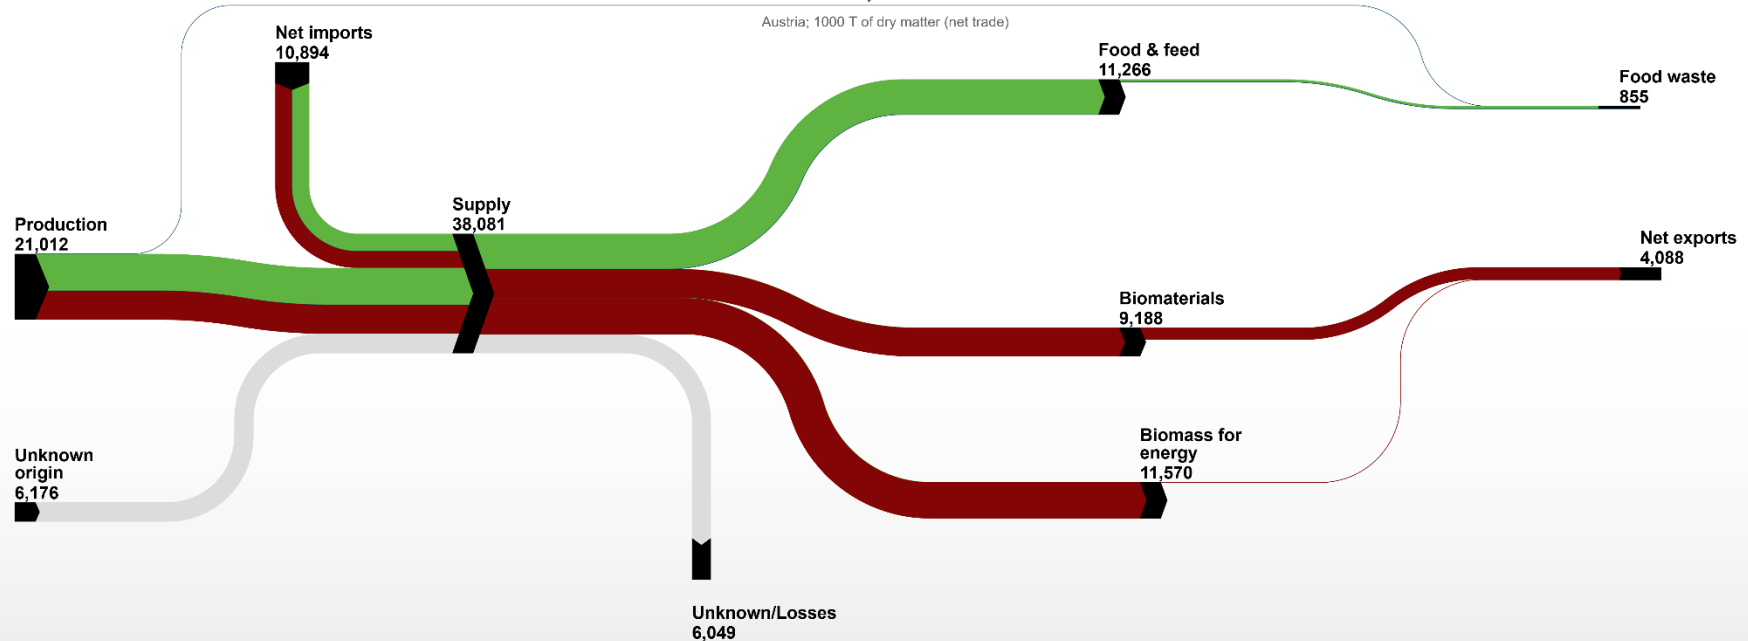 Austria; 1000 T of dry matter (net trade)
Net imports
10,894
Food & feed
11,266
Food waste
855
Supply
38,081
Production
21,012
Net exports
4,088
Biomaterials
9,188
Biomass for
energy
11,570
Unknown
origin
6,176
Unknown/Losses
6,049